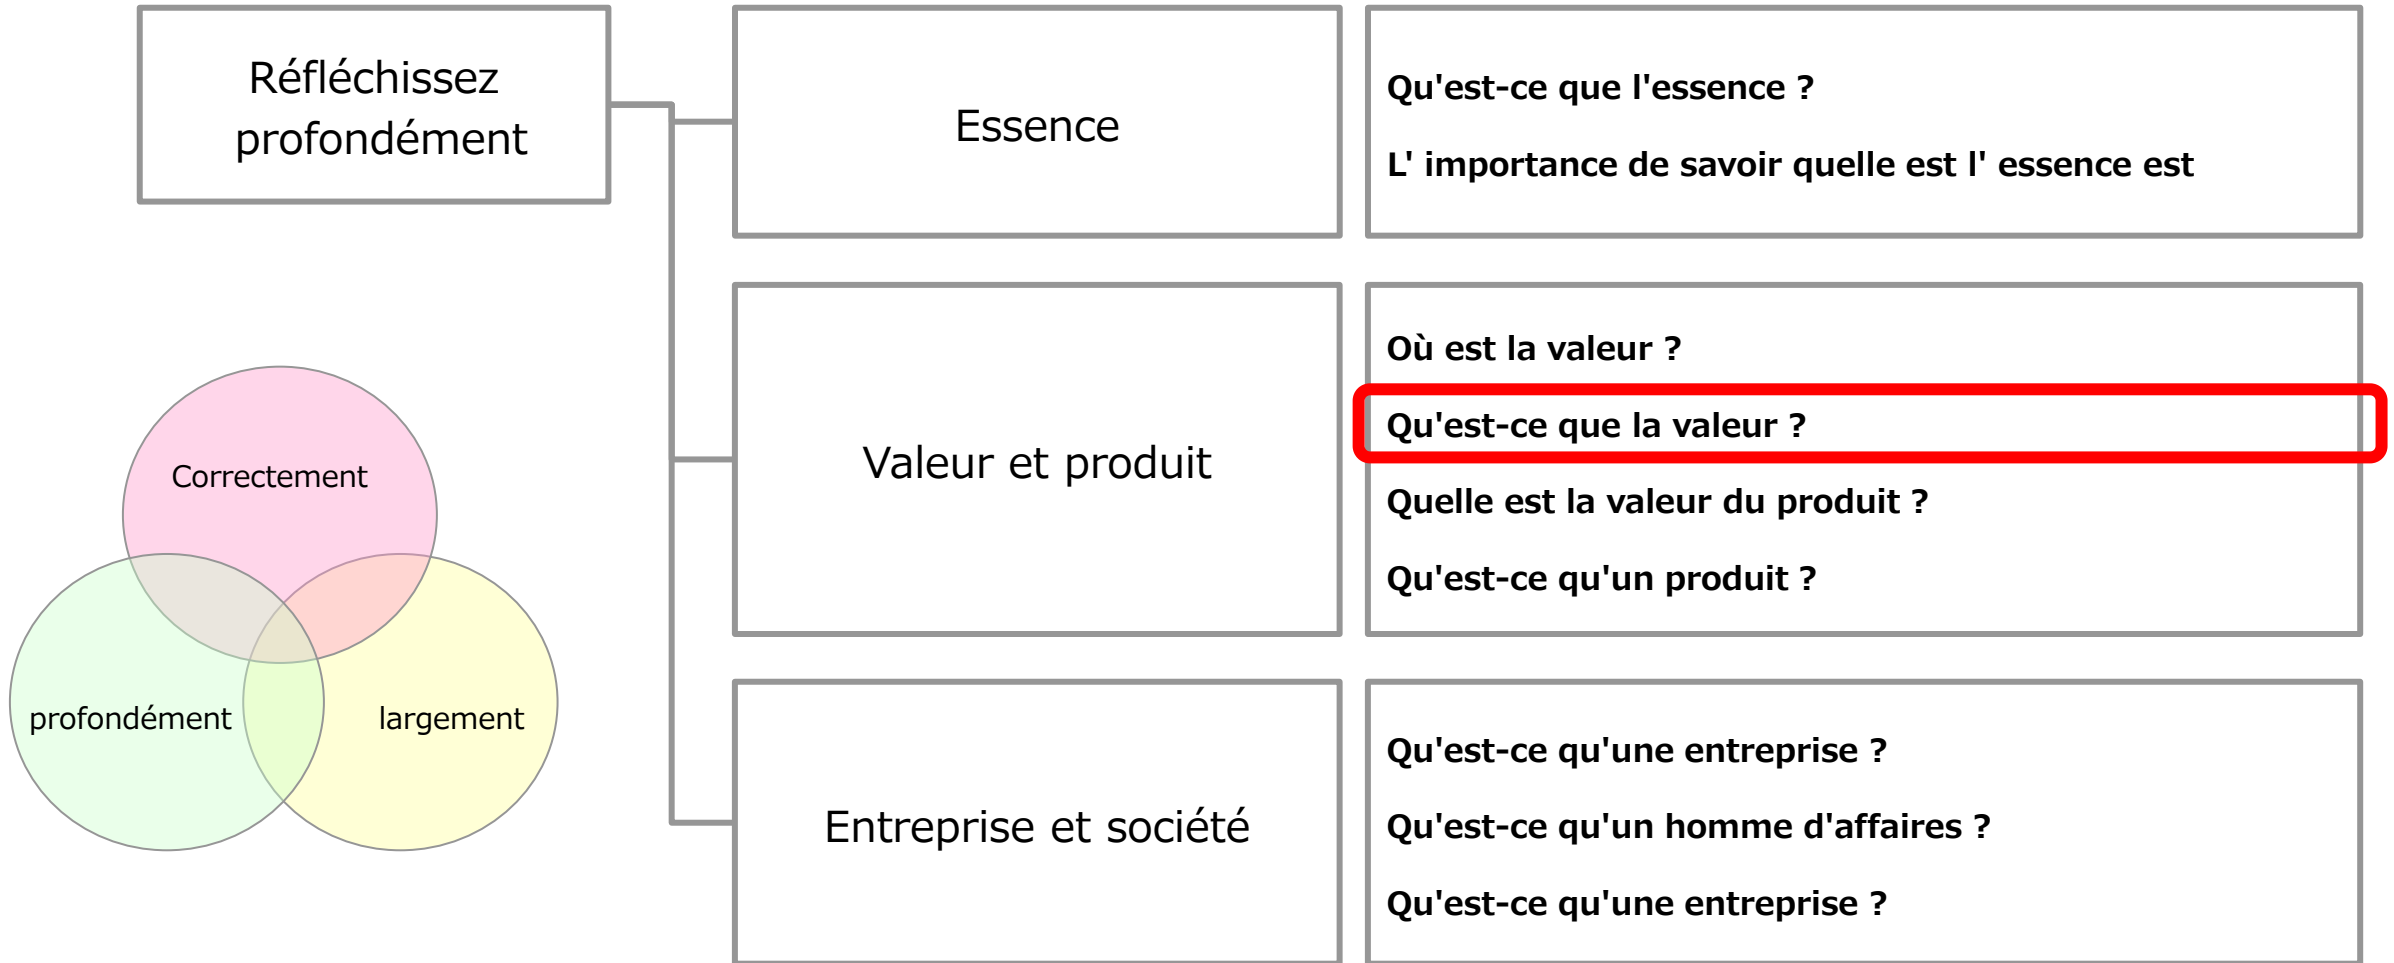 Réfléchissez
profondément
Essence
Qu'est-ce que l'essence ?
L' importance de savoir quelle est l' essence est
Valeur et produit
Où est la valeur ?
Qu'est-ce que la valeur ?
Quelle est la valeur du produit ?
Qu'est-ce qu'un produit ?
Correctement
profondément
largement
Entreprise et société
Qu'est-ce qu'une entreprise ?
Qu'est-ce qu'un homme d'affaires ?
Qu'est-ce qu'une entreprise ?